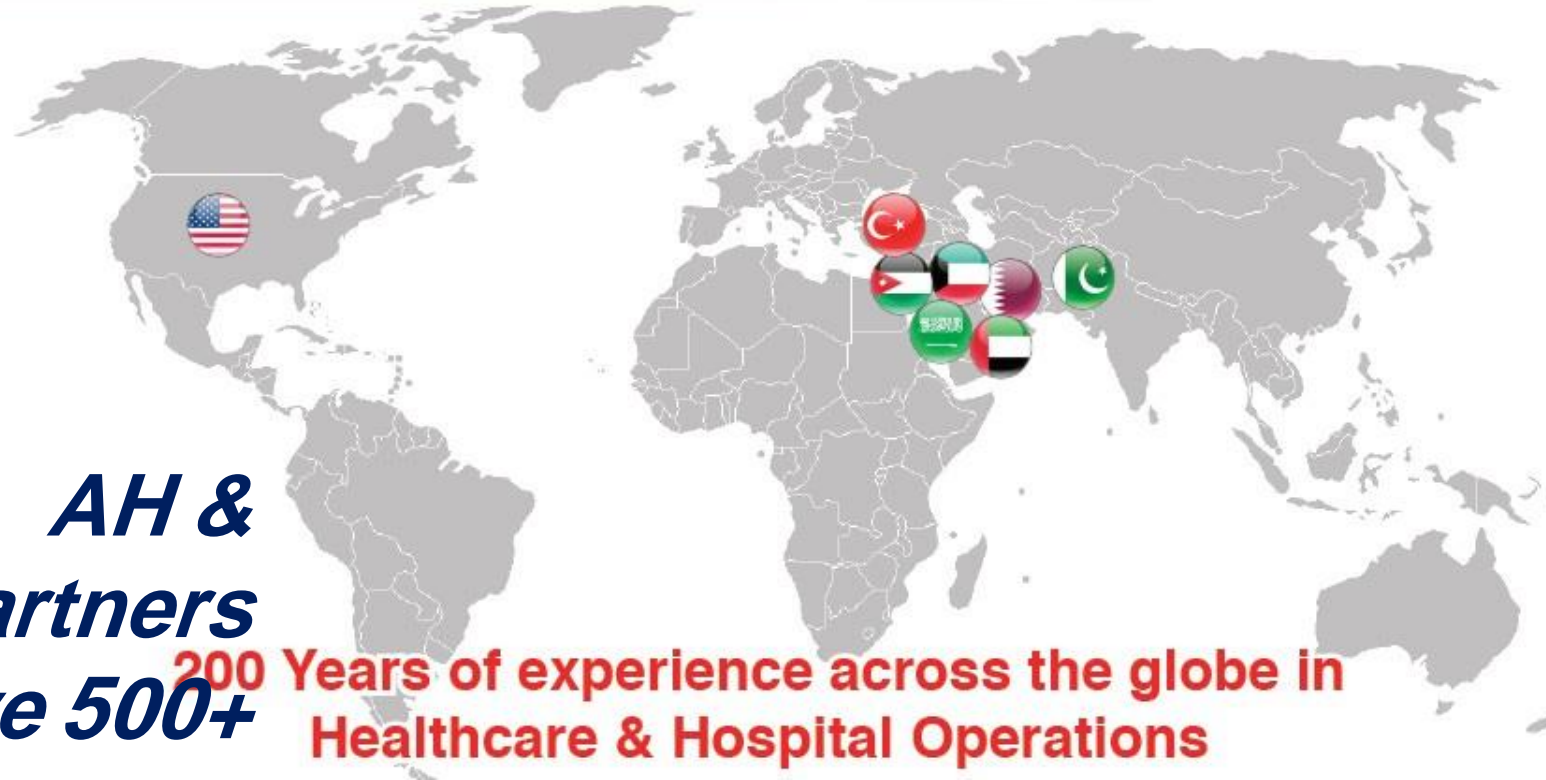 AH &
artners
e 500+
200 Years of experience across the globe in
Healthcare & Hospital Operations